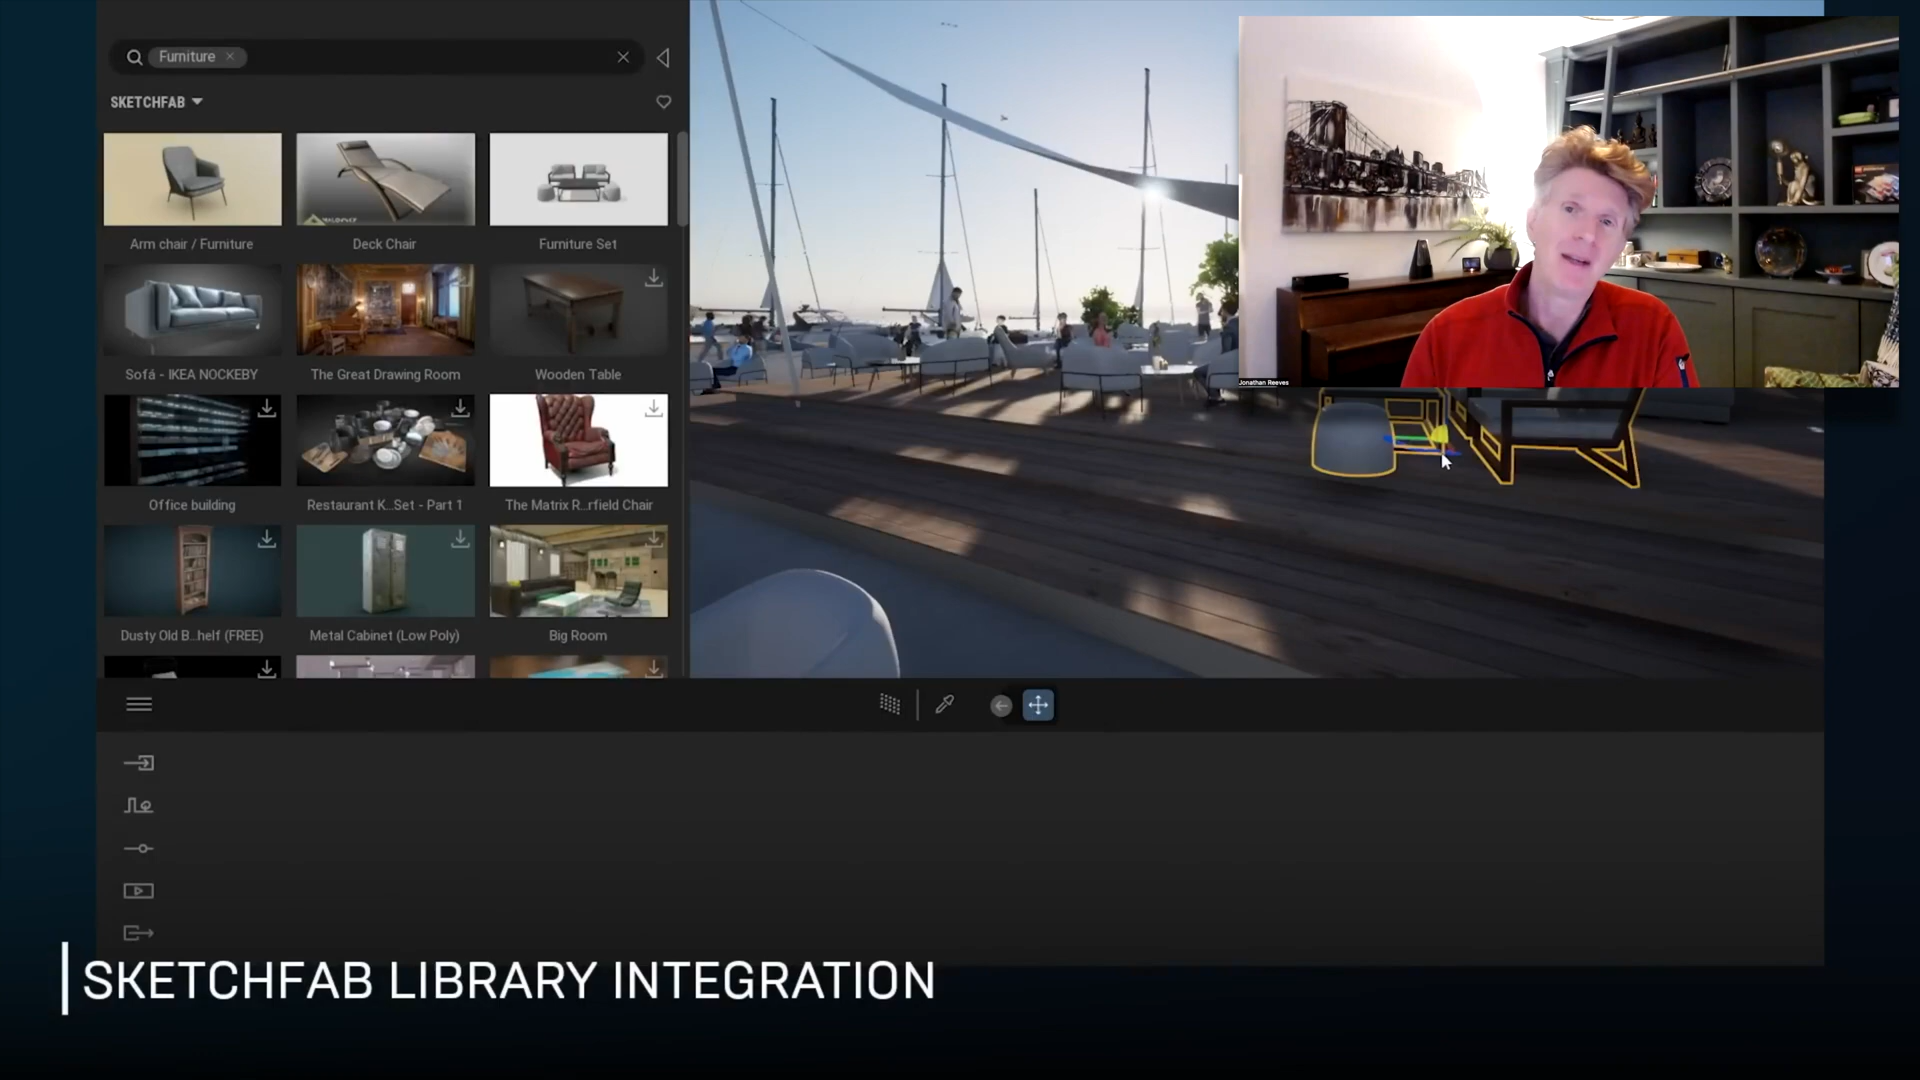 Furniture
SKETCHFAB
Arm chair / Furniture
Deck Chair
Furniture Set
Sofá - IKEA NOCKEBY
The Great Drawing Room
Wooden Table
Office building
Restaurant K...Set - Part 1
The Matrix R...rfield Chair
Dusty Old B...helf (FREE)
Metal Cabinet (Low Poly)
Big Room
Jonathan Reeves
SKETCHFAB LIBRARY INTEGRATION